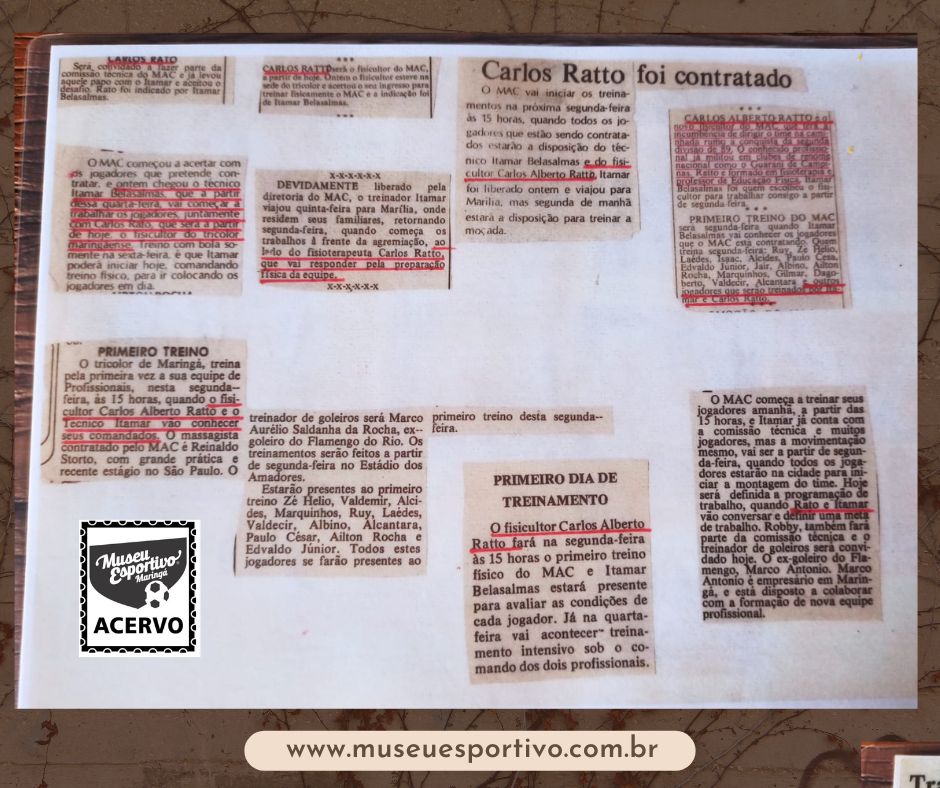 CARLOS RATO
Será convidado a fazer parte da
comissão técnica do MAC e já levou
aquele papo com o Itamar e aceitou o
desafio. Rato foi indicado por Itamar
Belasalmas.
CARLOS RATTO será o fisicultor do MAC,
a partir de hoje. Ontem o fisicultor esteve na
sede do tricolor e acertou o seu ingresso para
treinar fisicamente o MAC e a indicação foi
de Itamar Belasalmas.
Carlos Ratto foi contratado
O MAC vai iniciar os treina-
mentos na próxima segunda-feira
às 15 horas, quando todos os jo-
gadores que estão sendo contrata-
dos estarão a disposição do téc-
nico Itamar Belasalmas e do fisi-
cultor Carlos Alberto Ratto, Itamar
foi liberado ontem e viajou para
Marília, mas segunda de manhã
estará a disposição para treinar a
moçada.
* * *
CARLOS ALBERTO RATTO é o
novo fisicultor do MAC que terá a
incumbência de dirigir o time na cami-
nhada rumo a conquista da segunda
divisão de 89. O conhecido profissio-
nal já militou em clubes de renome
nacional como o Guarani de Campi-
nas. Ratto é formado em fisioterapia e
professor de Educação Física, Itamar
Belasalmas foi quem escolheu o fisi-
cultor para trabalhar consigo a partir
de segunda-feira.
* * *
PRIMEIRO TREINO DO MAC
será segunda-feira quando Itamar
Belasalmas vai conhecer os jogadores
que o MAC esta contratando. Quem
treina segunda-feira: Ruy, Zé Hélio,
Laédes, Isaac, Alcides, Paulo Cesa,
Edvaldo Junior, Jair, Albino, Ailton
Rocha, Marquinhos, Gilmar, Dago-
berto, Valdecir, Alcantara e outros
jogadores que serão treinados por Ita-
mar e Carlos Ratto.
O MAC começou a acertar com
os jogadores que pretende con-
tratar, e ontem chegou o técnico
Itamar Belasalmas, que a partir
dessa quarta-feira, vai começar a
trabalhar os jogadores, juntamente
com Carlos Rato, que será a partir
de hoje, o fisicultor do tricolor
maringaense. Treino com bola so-
mente na sexta-feira, é que Itamar
poderá iniciar hoje, comandando
treino físico, para ir colocando os
jogadores em dia.
x-x-x-x-x-x
DEVIDAMENTE liberado pela
diretoria do MAC, o treinador Itamar
viajou quinta-feira para Marília, onde
residem seus familiares, retornando
segunda-feira, quando começa os
trabalhos à frente da agremiação, ao
lado do fisioterapeuta Carlos Ratto,
que vai responder pela preparação
física da equipe.
x-x-x-x-x-x
PRIMEIRO TREINO
O tricolor de Maringá, treina
pela primeira vez a sua equipe de
Profissionais, nesta segunda--
feira, às 15 horas, quando o fisi-
cultor Carlos Alberto Ratto e o
Técnico Itamar vão conhecer
seus comandados. O massagista
contratado pelo MAC é Reinaldo
Storto, com grande prática e
recente estágio no São Paulo. O
treinador de goleiros será Marco
Aurélio Saldanha da Rocha, ex--
goleiro do Flamengo do Rio. Os
treinamentos serão feitos a partir
de segunda-feira no Estádio dos
Amadores.
Estarão presentes ao primeiro
treino Zé Helio, Valdemir, Alci-
des, Marquinhos, Ruy, Laédes,
Valdecir, Albino, Alcantara,
Paulo César, Ailton Rocha e
Edvaldo Júnior. Todos estes
jogadores se farão presentes ao
primeiro treino desta segunda--
feira.
PRIMEIRO DIA DE
TREINAMENTO
O fisicultor Carlos Alberto
Ratto fará na segunda-feira
às 15 horas o primeiro treino
físico do MAC e Itamar
Belasalmas estará presente
para avaliar as condições de
cada jogador. Já na quarta-
feira vai acontecer treina-
mento intensivo sob o co-
mando dos dois profissionais.
O MAC começa a treinar seus
jogadores amanhã, a partir das
15 horas, e Itamar já conta com
a comissão técnica e muitos
jogadores, mas a movimentação
mesmo, vai ser a partir de segun-
da-feira, quando todos os joga-
dores estarão na cidade para ini-
ciar a montagem do time. Hoje
será definida a programação de
trabalho, quando Rato e Itamar
vão conversar e definir uma meta
de trabalho. Robby, também fará
parte da comissão técnica e o
treinador de goleiros será convi-
dado hoje. O ex-goleiro do Fla-
mengo, Marco Antonio. Marco
Antonio é empresário em Marin-
gá, e está disposto a colaborar
com a formação de nova equipe
profissional.
Museu
Esportivo
Maringá
ACERVO
www.museuesportivo.com.br